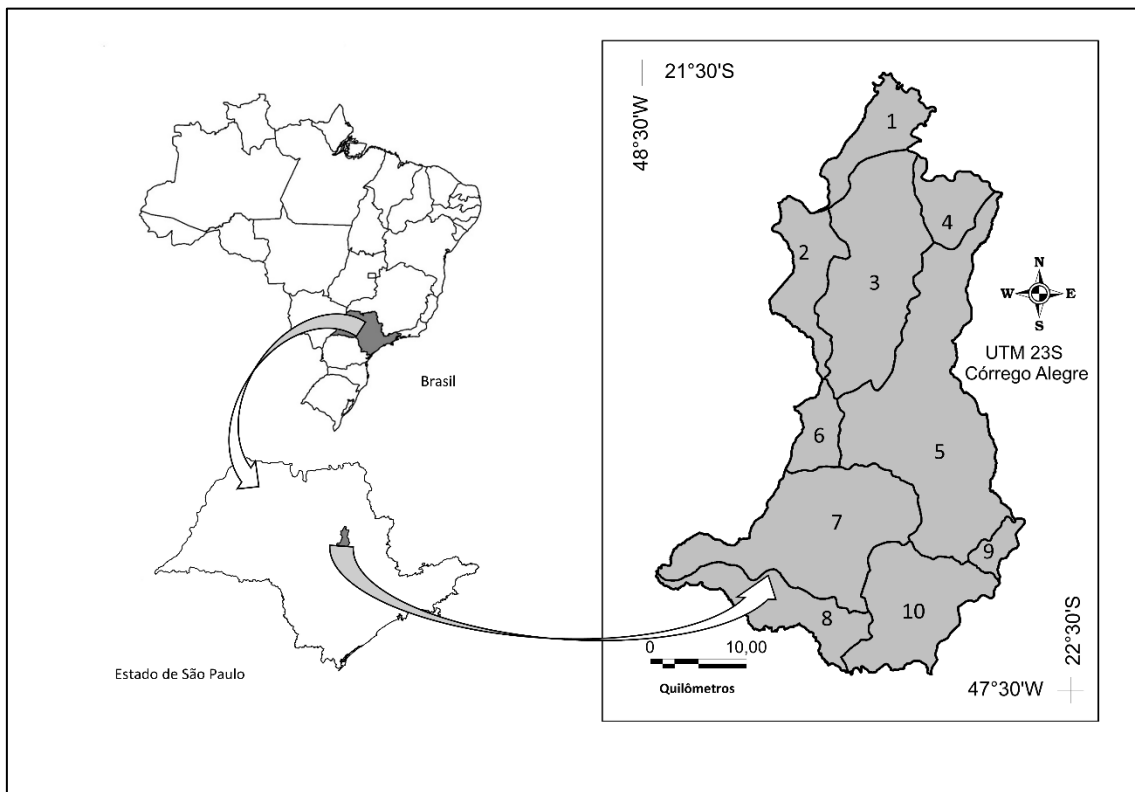 Brasil
Estado de São Paulo
21°30'S
48°30'W
1
2
3
4
5
6
7
8
9
10
N
W
E
S
UTM 23S
Córrego Alegre
0
10,00
Quilômetros
22°30'S
47°30'W